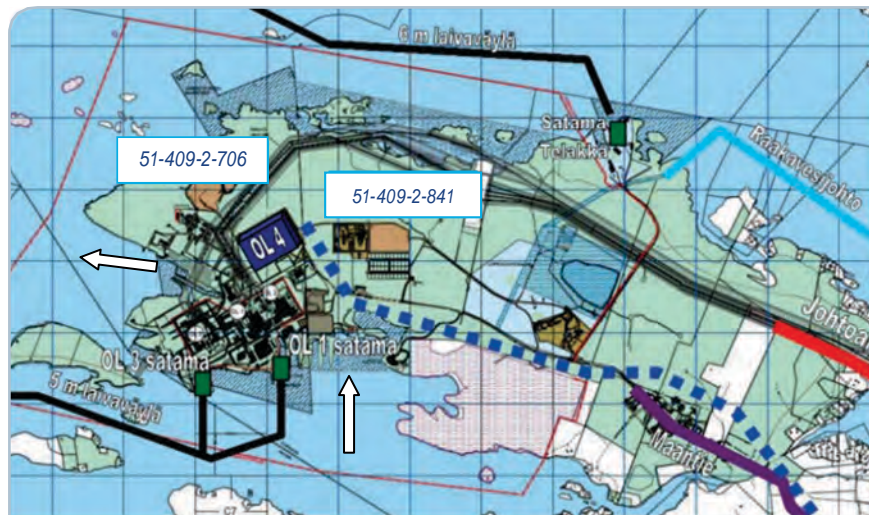 6 m laivaväylä
Satama
Telakka
Raakavesijohto
51-409-2-706
51-409-2-841
OL 4
OL 3 satama
OL 1 satama
5 m laivaväylä
Maantie